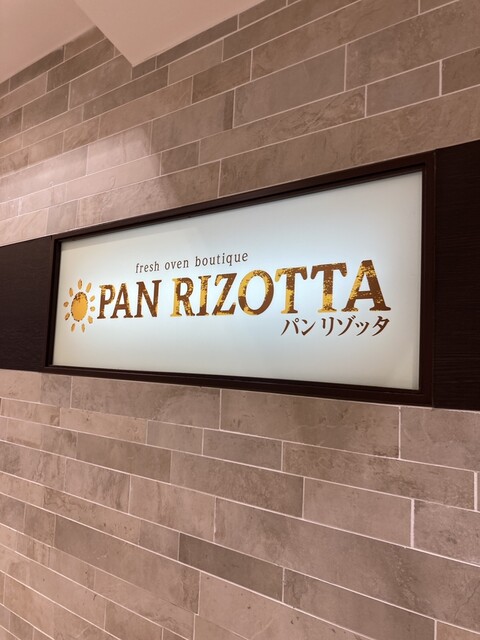 fresh oven boutique
PAN RIZOTTA
パンリゾッタ